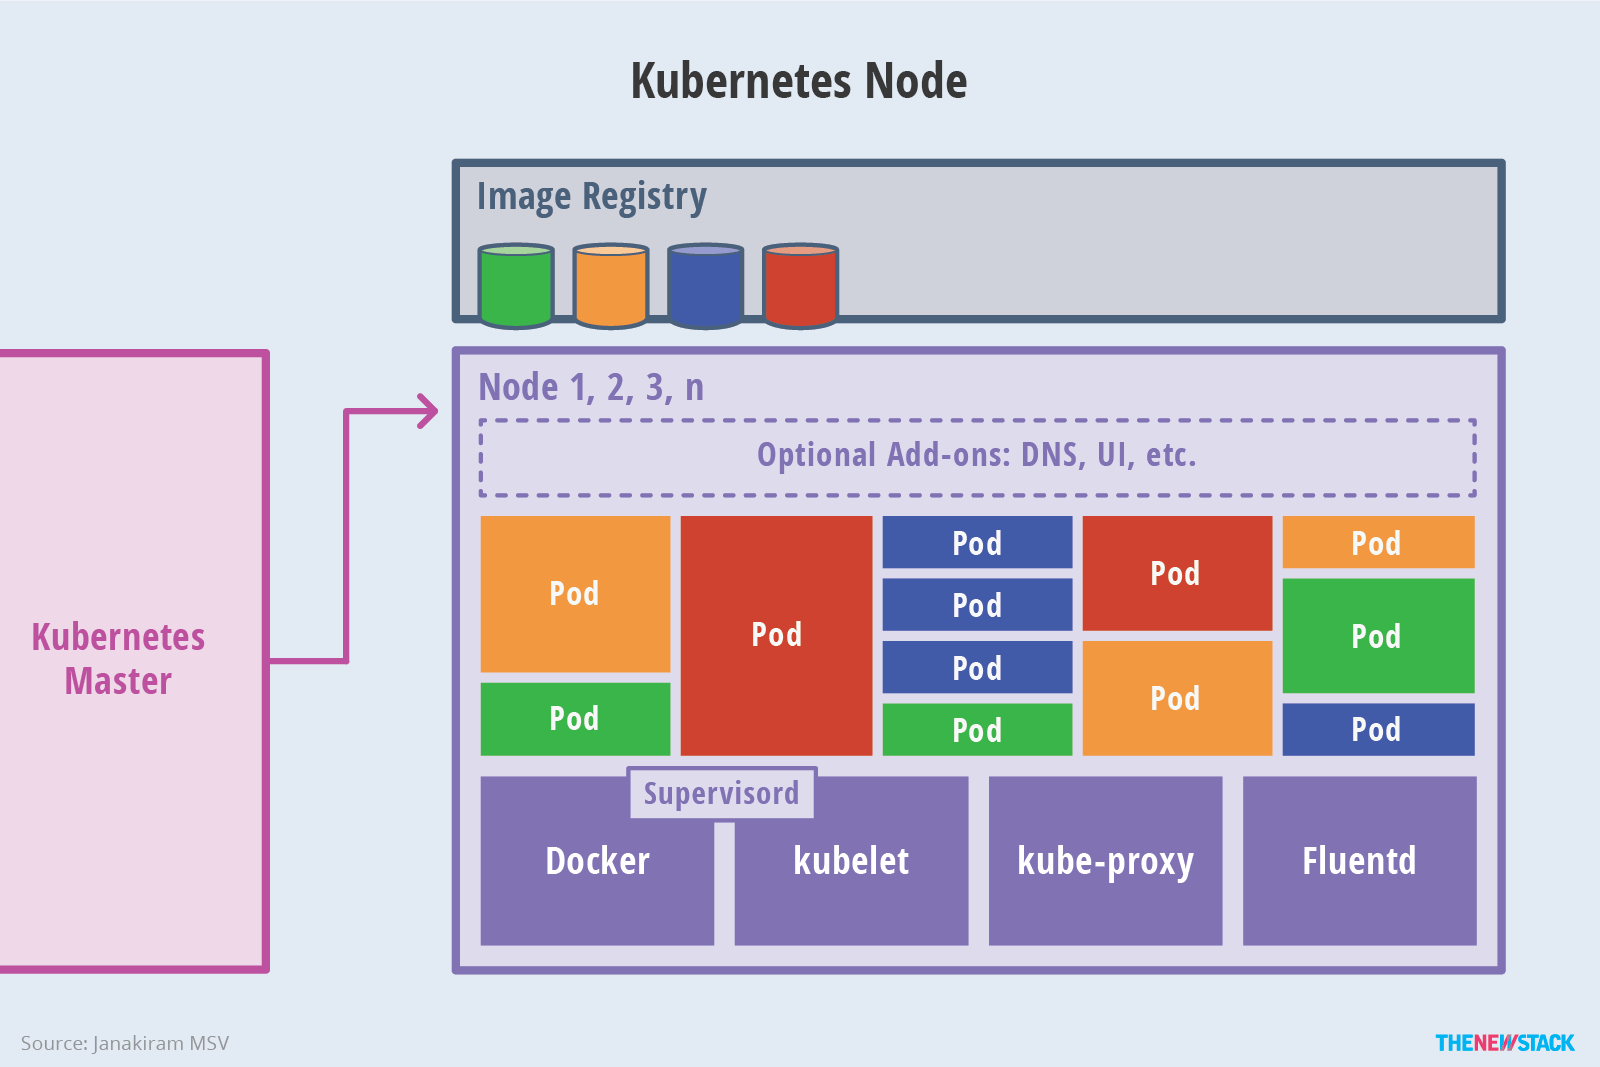 Kubernetes Node
Image Registry
Kubernetes
Master
Node 1, 2, 3, n
Optional Add-ons: DNS, UI, etc.
Pod
Pod
Pod
Pod
Pod
Pod
Pod
Pod
Pod
Pod
Pod
Pod
Supervisord
Docker
kubelet
kube-proxy
Fluentd
Source: Janakiram MSV
THENEWSTACK